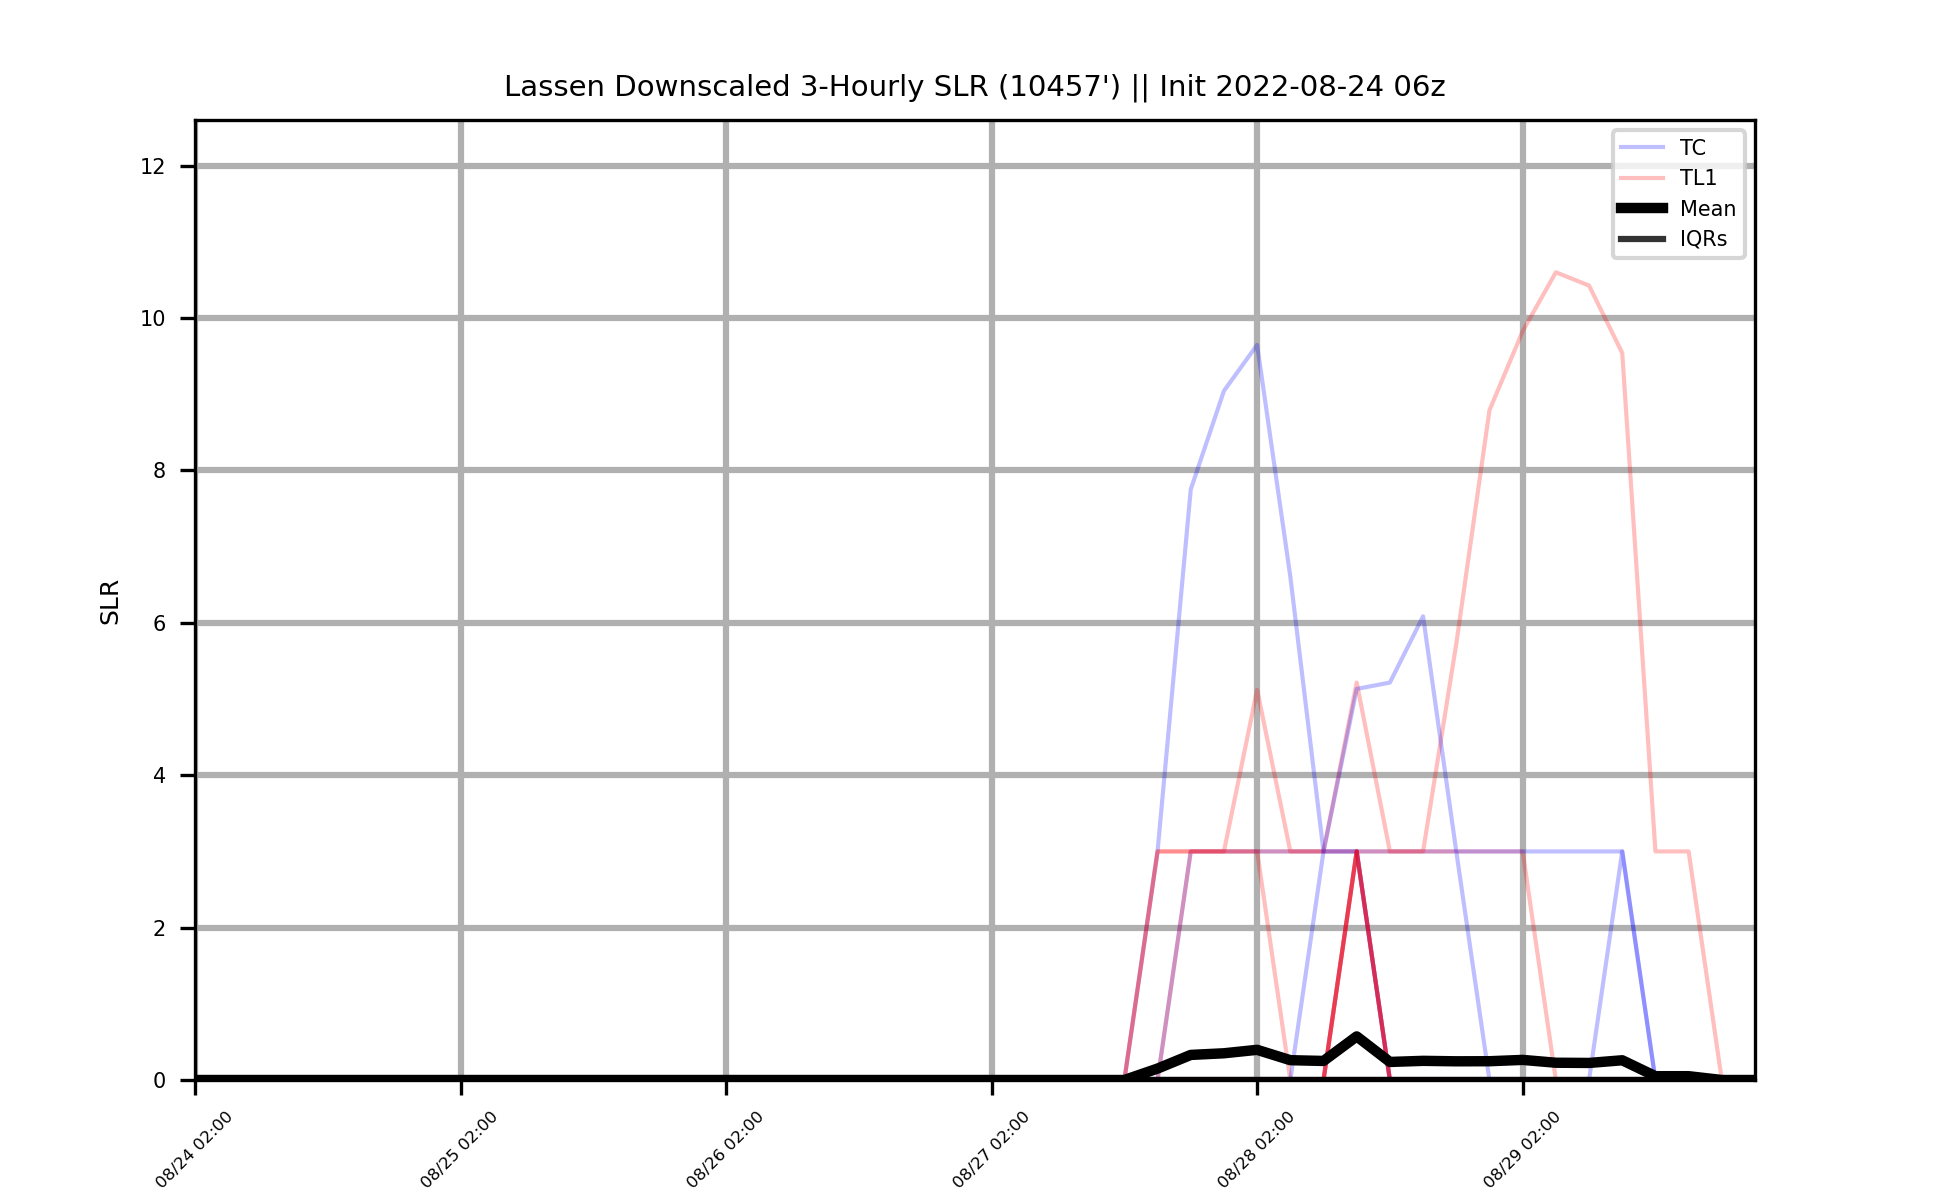 Lassen Downscaled 3-Hourly SLR (10457') || Init 2022-08-24 06z
TC
TL1
Mean
IQRs
12
10
8
6
4
2
0
SLR
08/24 02:00
08/25 02:00
08/26 02:00
08/27 02:00
08/28 02:00
08/29 02:00